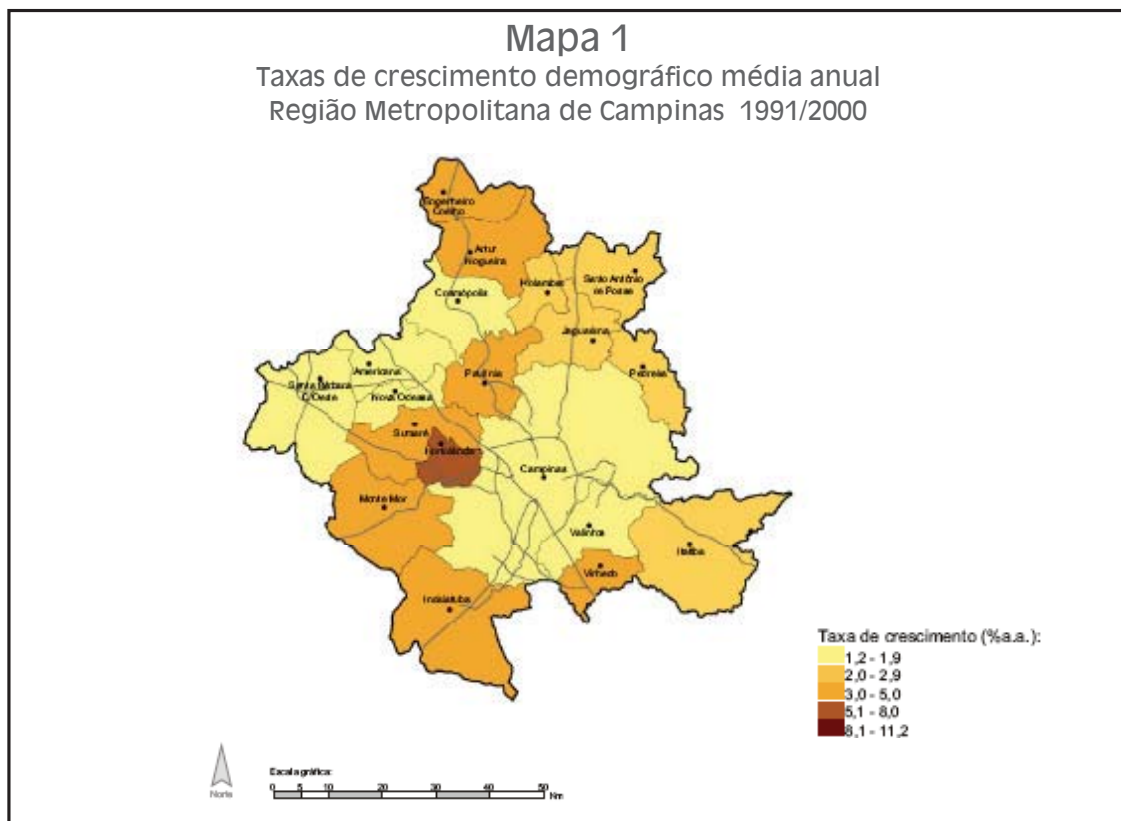 Mapa 1
Taxas de crescimento demográfico média anual
Região Metropolitana de Campinas 1991/2000
Engenheiro
Coelho
Artur
Nogueira
Holambra
Santo Antônio
de Posse
Cosmópolis
Jaguariúna
Pedreira
Americana
Paulínia
Santa Bárbara
D'Oeste
Nova Odessa
Sumaré
Hortolândia
Campinas
Monte Mor
Valinhos
Itatiba
Vinhedo
Indaiatuba
Taxa de crescimento (%a.a.):
1,2 - 1,9
2,0 - 2,9
3,0 - 5,0
5,1 - 8,0
8,1 - 11,2
Norte
Escala gráfica:
0 5 10 20 30 40 50